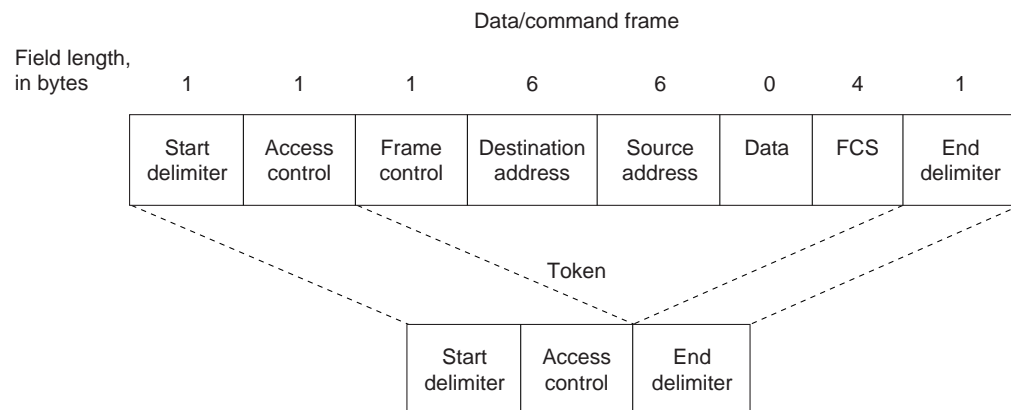 Data/command frame
Field length,
in bytes 1 1 1 6 6 0 4 1
Start delimiter
Access control
Frame control
Destination address
Source address
Data
FCS
End delimiter
Token
Start delimiter
Access control
End delimiter